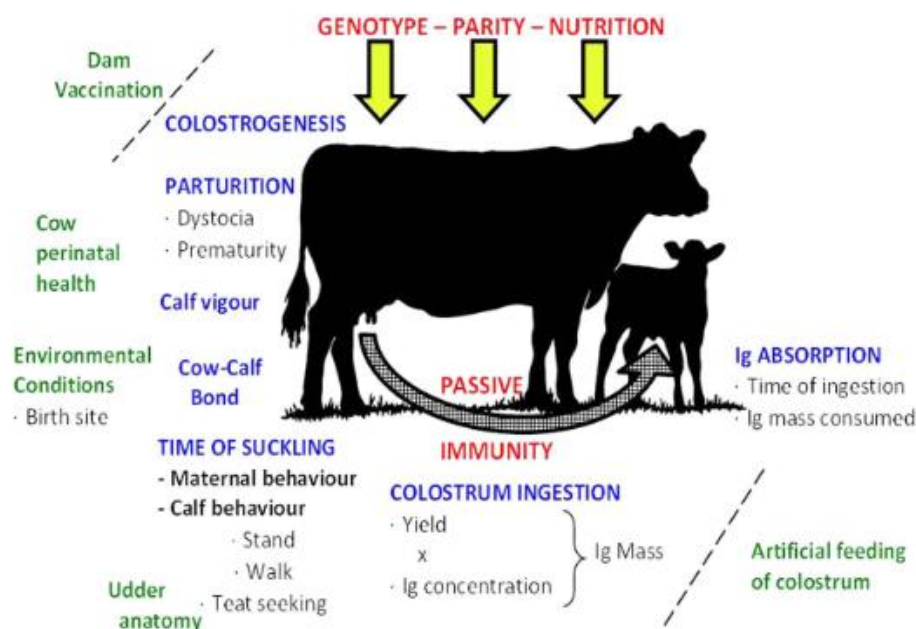 GENOTYPE – PARITY – NUTRITION
Dam
Vaccination
COLOSTROGENESIS
PARTURITION
· Dystocia
· Prematurity
Cow
perinatal
health
Calf vigour
Environmental
Conditions
· Birth site
Cow-Calf
Bond
PASSIVE
IMMUNITY
Ig ABSORPTION
· Time of ingestion
· Ig mass consumed
TIME OF SUCKLING
- Maternal behaviour
- Calf behaviour
· Stand
· Walk
· Teat seeking
Udder
anatomy
COLOSTRUM INGESTION
· Yield
x
· Ig concentration
Ig Mass
Artificial feeding
of colostrum